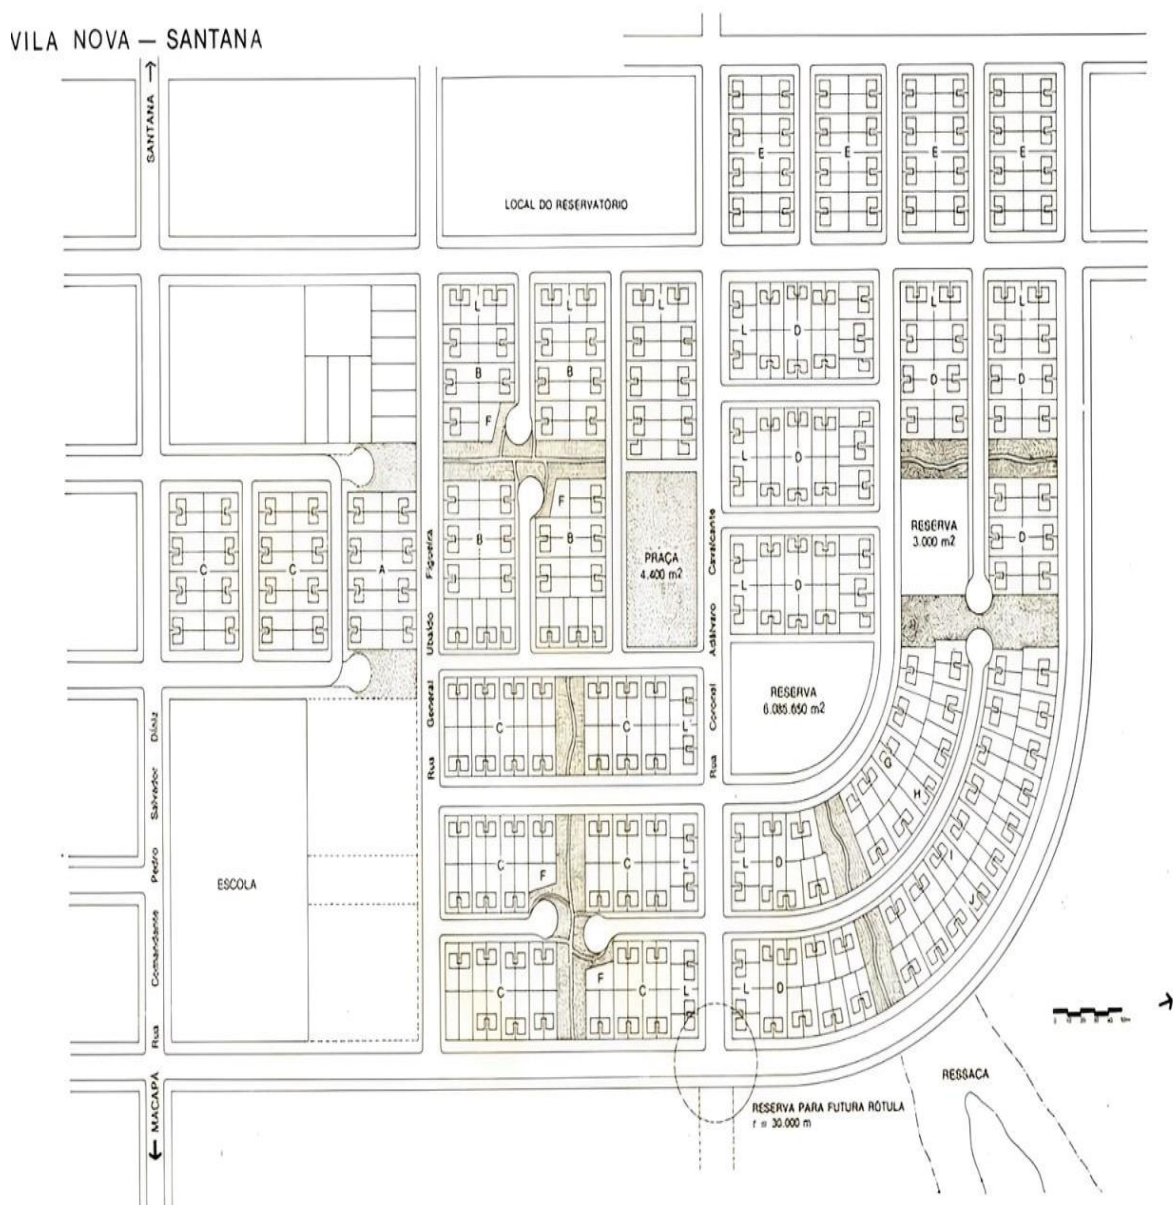 VILA NOVA — SANTANA
SANTANA
LOCAL DO RESERVATÓRIO
E
E
E
E
L
L
L
L
D
L
L
B
B
D
D
F
L
D
F
RESERVA
3.000 m2
C
C
A
B
B
PRAÇA
4.400 m2
L
D
D
RESERVA
6.085.650 m2
C
C
L
G
H
C
C
L
L
D
I
J
F
ESCOLA
C
F
C
L
L
D
Rua Comandante Pedro Salvador Diniz
Rua General Ubaldo Figueira
Rua Coronel Adálvaro Cavalcante
MACAPÁ
RESSACA
RESERVA PARA FUTURA RÓTULA
r = 30.000 m